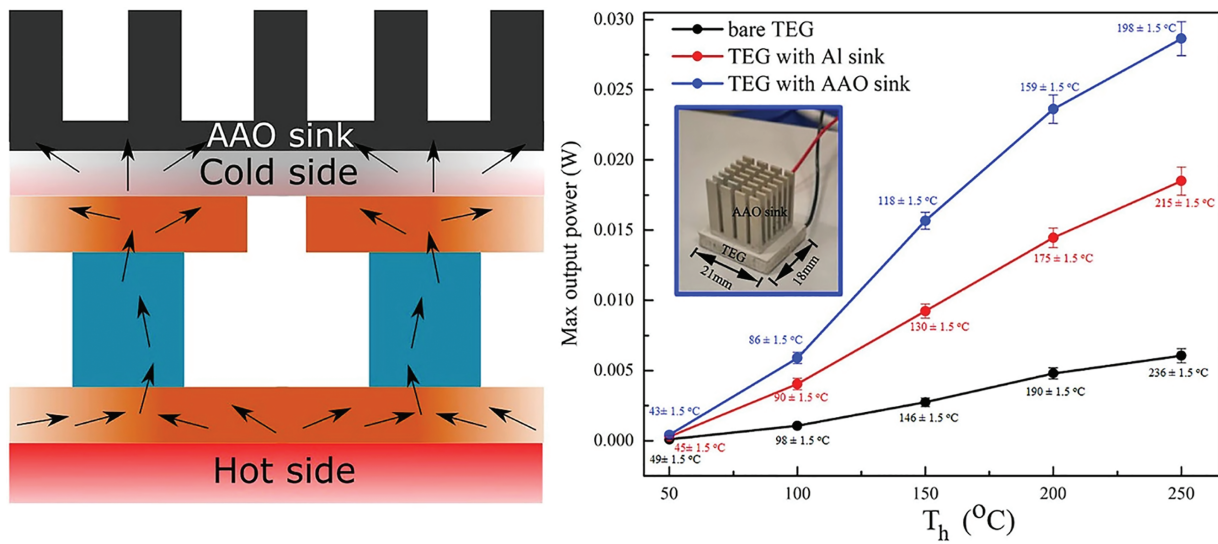 AAO sink
Cold side
Hot side
Max output power (W)
0.030
0.025
0.020
0.015
0.010
0.005
0.000
bare TEG
TEG with Al sink
TEG with AAO sink
AAO sink
TEG
21mm
18mm
43± 1.5 °C
86 ± 1.5 °C
118 ± 1.5 °C
159 ± 1.5 °C
198 ± 1.5 °C
45± 1.5 °C
90 ± 1.5 °C
130 ± 1.5 °C
175 ± 1.5 °C
215 ± 1.5 °C
49± 1.5 °C
98 ± 1.5 °C
146 ± 1.5 °C
190 ± 1.5 °C
236 ± 1.5 °C
50 100 150 200 250
Th (°C)